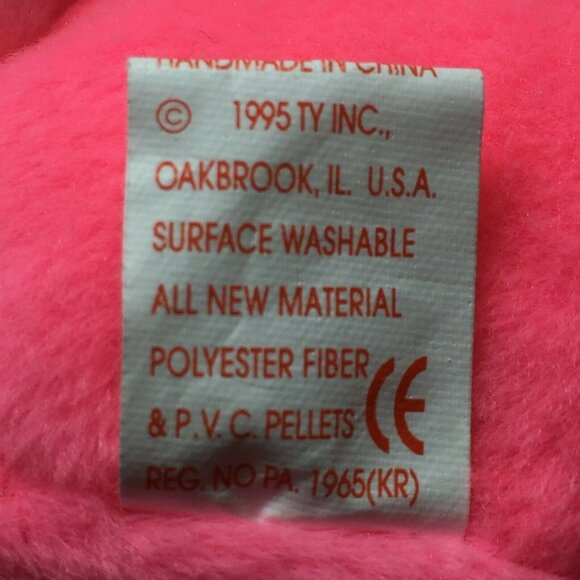 HANDMADE IN CHINA
© 1995 TY INC.,
OAKBROOK, IL. U.S.A.
SURFACE WASHABLE
ALL NEW MATERIAL
POLYESTER FIBER
& P.V.C. PELLETS CE
REG. NO PA. 1965(KR)